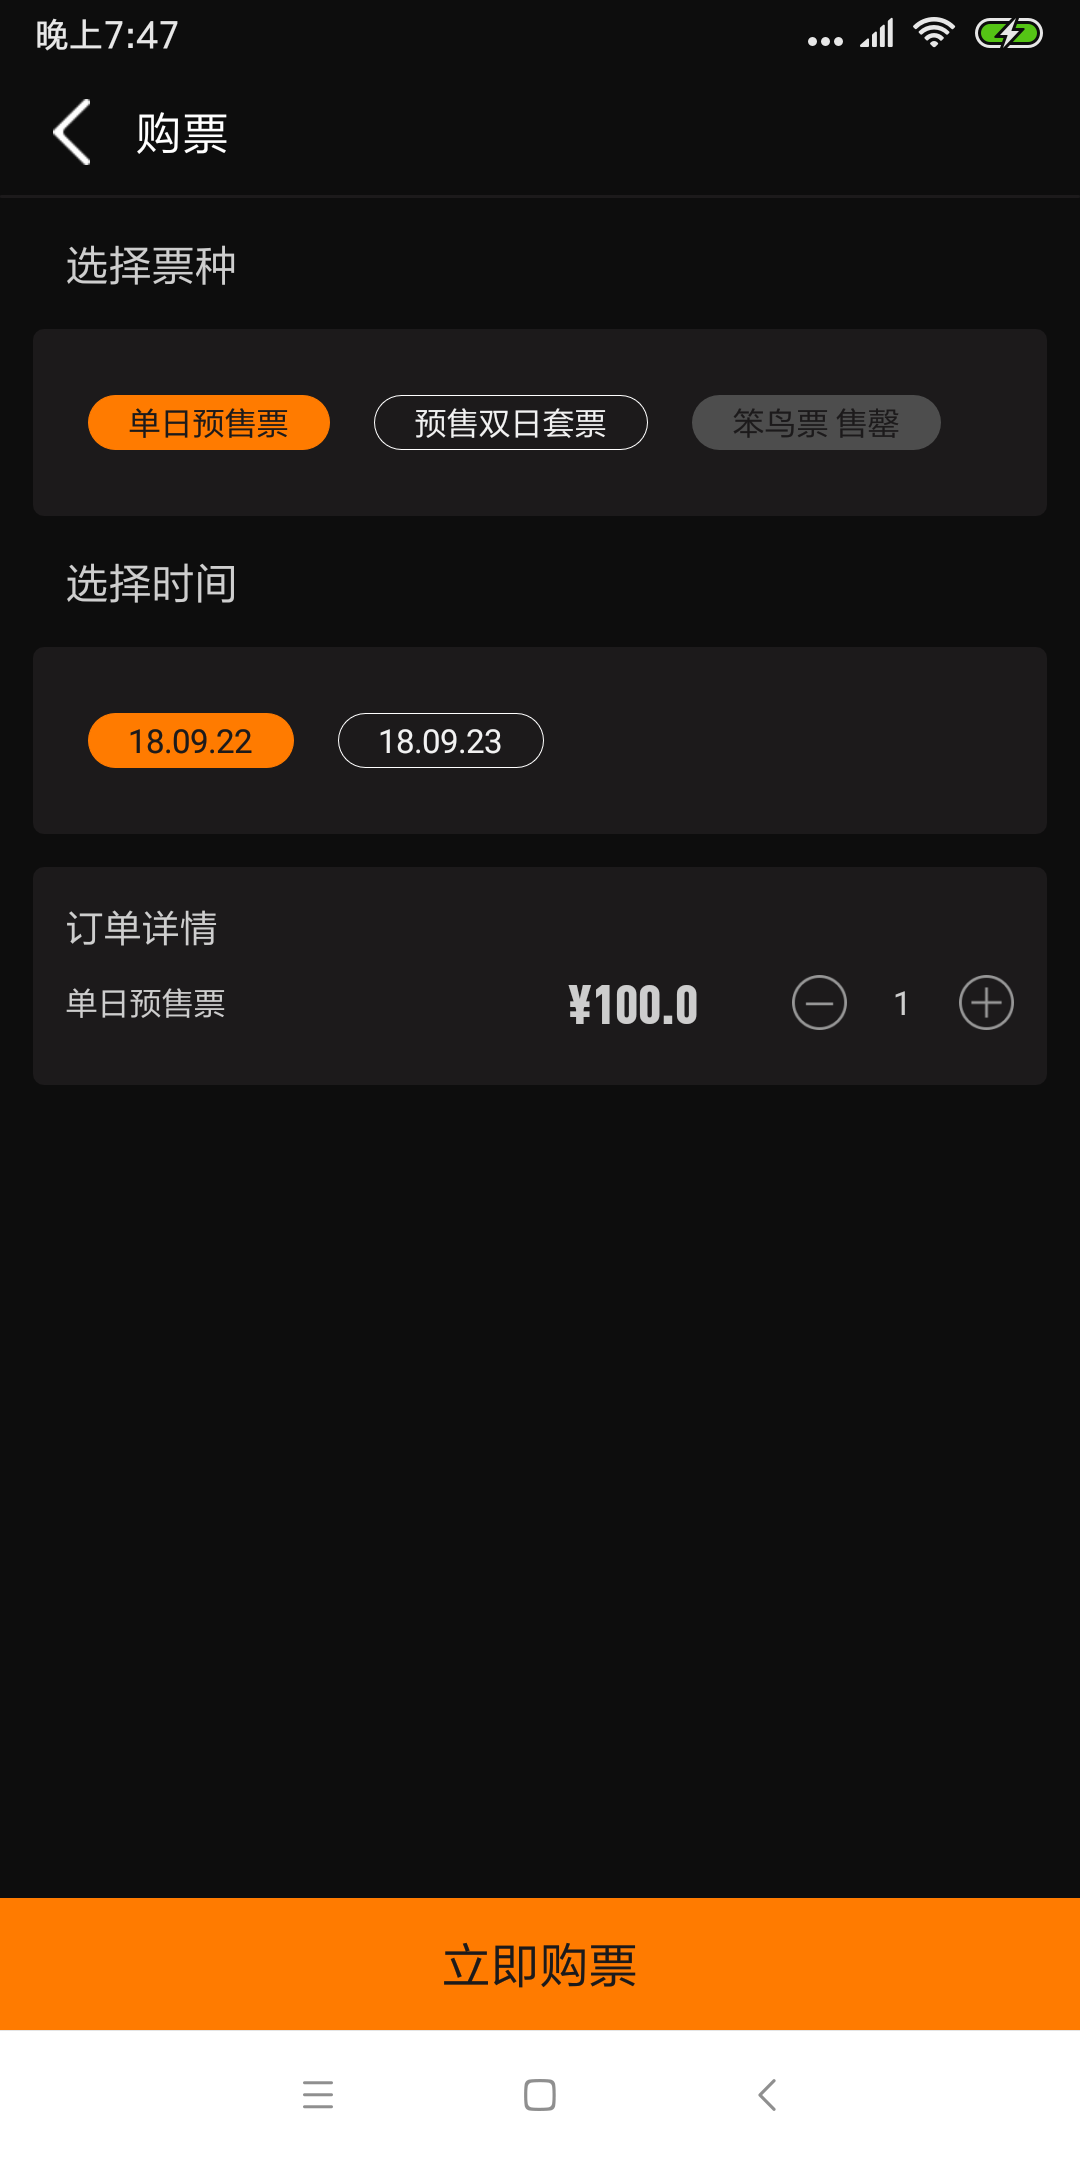 晚上7:47
购票
选择票种
单日预售票 预售双日套票 笨鸟票 售罄
选择时间
18.09.22 18.09.23
订单详情
单日预售票 ¥100.0 1
立即购票